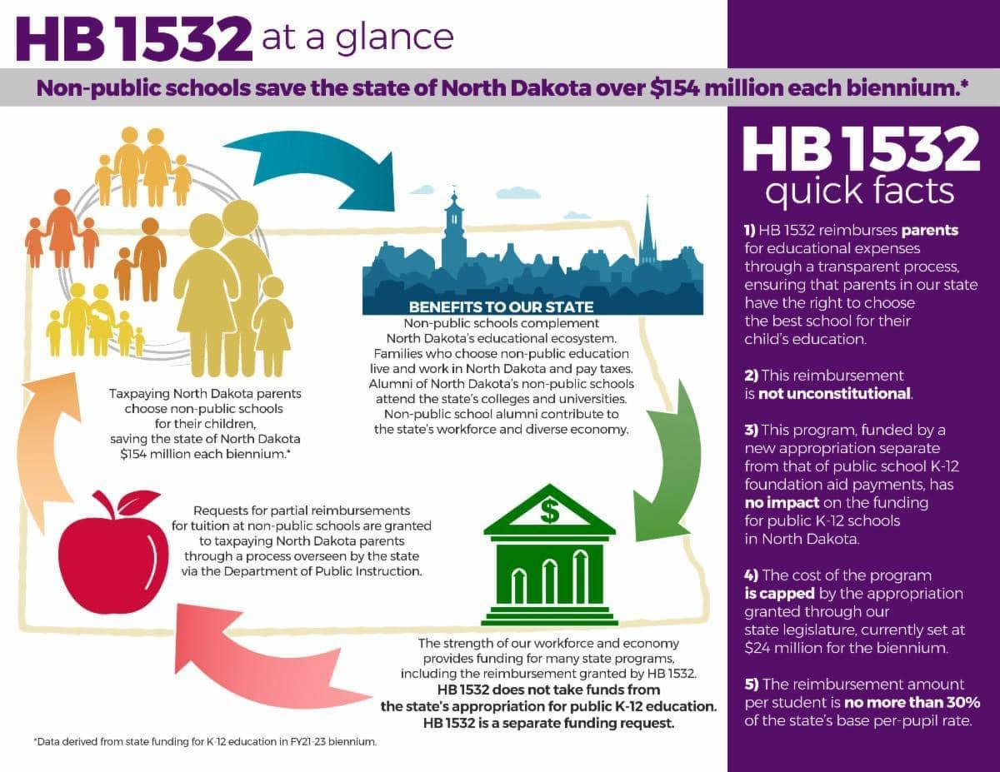 HB 1532 at a glance
Non-public schools save the state of North Dakota over $154 million each biennium.*
Taxpaying North Dakota parents
choose non-public schools
for their children,
saving the state of North Dakota
$154 million each biennium.*
BENEFITS TO OUR STATE
Non-public schools complement
North Dakota's educational ecosystem.
Families who choose non-public education
live and work in North Dakota and pay taxes.
Alumni of North Dakota's non-public schools
attend the state's colleges and universities.
Non-public school alumni contribute to
the state's workforce and diverse economy.
$
The strength of our workforce and economy
provides funding for many state programs,
including the reimbursement granted by HB 1532.
HB 1532 does not take funds from
the state's appropriation for public K-12 education.
HB 1532 is a separate funding request.
Requests for partial reimbursements
for tuition at non-public schools are granted
to taxpaying North Dakota parents
through a process overseen by the state
via the Department of Public Instruction.
*Data derived from state funding for K-12 education in FY21-23 biennium.
HB 1532
quick facts
1) HB 1532 reimburses parents
for educational expenses
through a transparent process,
ensuring that parents in our state
have the right to choose
the best school for their
child's education.
2) This reimbursement
is not unconstitutional.
3) This program, funded by a
new appropriation separate
from that of public school K-12
foundation aid payments, has
no impact on the funding
for public K-12 schools
in North Dakota.
4) The cost of the program
is capped by the appropriation
granted through our
state legislature, currently set at
$24 million for the biennium.
5) The reimbursement amount
per student is no more than 30%
of the state's base per-pupil rate.